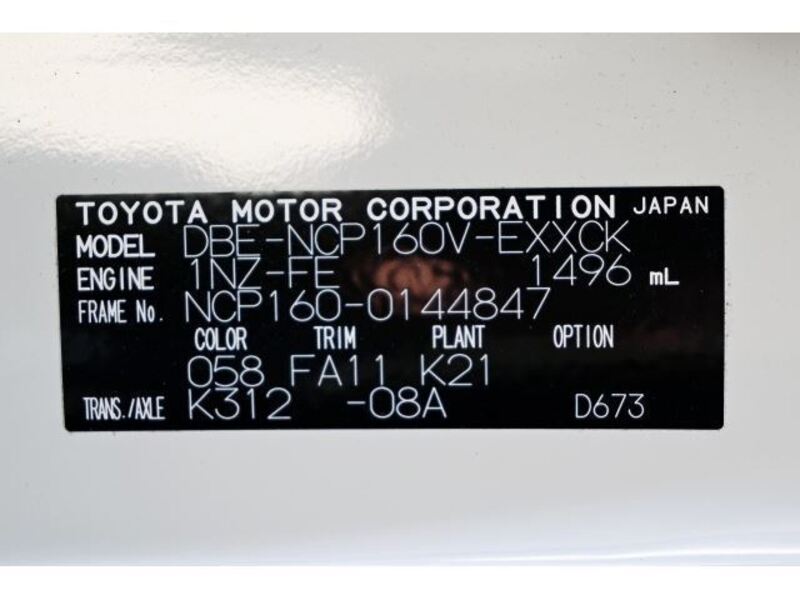 TOYOTA MOTOR CORPORATION JAPAN
MODEL DBE-NCP160V-EXXCK
ENGINE 1NZ-FE 1496 mL
FRAME No. NCP160-0144847
COLOR TRIM PLANT OPTION
058 FA11 K21
TRANS./AXLE K312 -08A D673